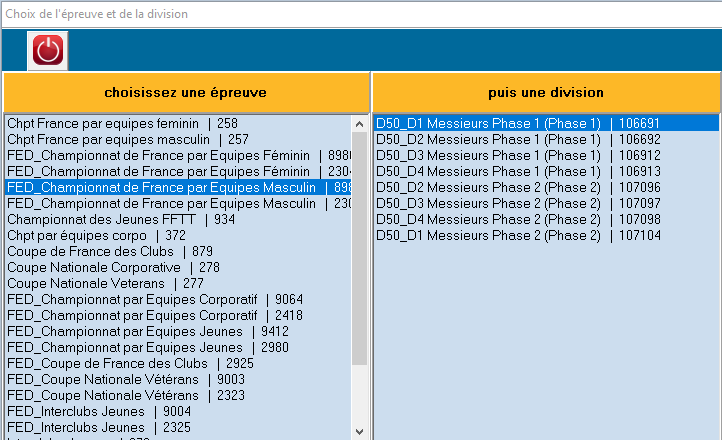 Choix de l'épreuve et de la division
choisissez une épreuve
Chpt France par equipes feminin | 258
Chpt France par equipes masculin | 257
FED_Championnat de France par Equipes Féminin | 898
FED_Championnat de France par Equipes Féminin | 230
FED_Championnat de France par Equipes Masculin | 898
FED_Championnat de France par Equipes Masculin | 230
Championnat des Jeunes FFTT | 934
Chpt par équipes corpo | 372
Coupe de France des Clubs | 879
Coupe Nationale Corporative | 278
Coupe Nationale Veterans | 277
FED_Championnat par Equipes Corporatif | 9064
FED_Championnat par Equipes Corporatif | 2418
FED_Championnat par Equipes Jeunes | 9412
FED_Championnat par Equipes Jeunes | 2980
FED_Coupe de France des Clubs | 2925
FED_Coupe Nationale Vétérans | 9003
FED_Coupe Nationale Vétérans | 2323
FED_Interclubs Jeunes | 9004
FED_Interclubs Jeunes | 2325
puis une division
D50_D1 Messieurs Phase 1 (Phase 1) | 106691
D50_D2 Messieurs Phase 1 (Phase 1) | 106692
D50_D3 Messieurs Phase 1 (Phase 1) | 106912
D50_D4 Messieurs Phase 1 (Phase 1) | 106913
D50_D2 Messieurs Phase 2 (Phase 2) | 107096
D50_D3 Messieurs Phase 2 (Phase 2) | 107097
D50_D4 Messieurs Phase 2 (Phase 2) | 107098
D50_D1 Messieurs Phase 2 (Phase 2) | 107104